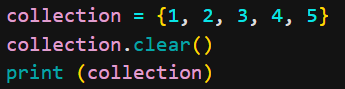 collection = {1, 2, 3, 4, 5}
collection.clear()
print (collection)